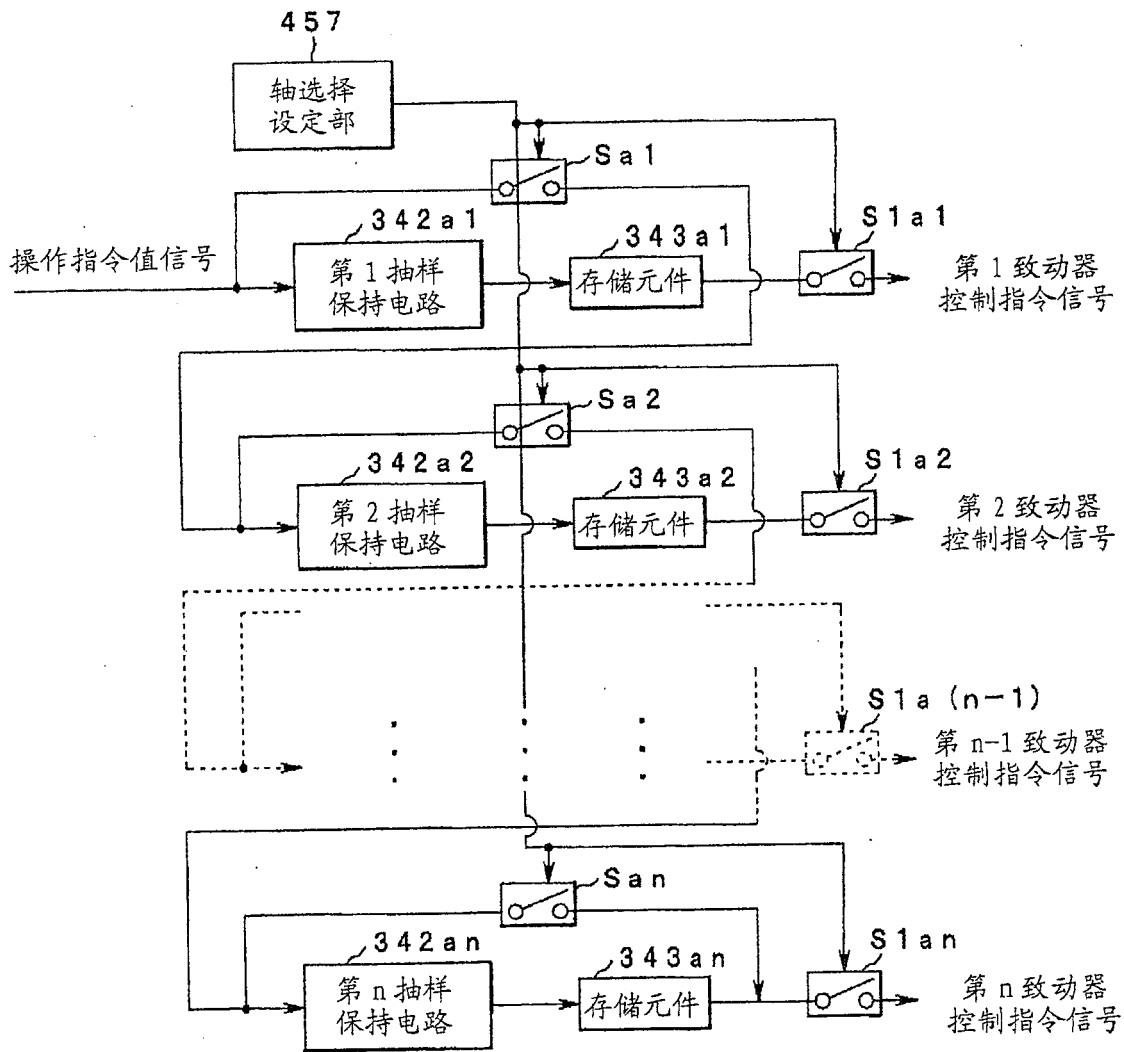 457
轴选择
设定部
Sa1
342a1
343a1
S1a1
操作指令值信号
第1抽样
保持电路
存储元件
第1致动器
控制指令信号
Sa2
342a2
343a2
S1a2
第2抽样
保持电路
存储元件
第2致动器
控制指令信号
S1a(n-1)
第n-1致动器
控制指令信号
San
342an
343an
S1an
第n抽样
保持电路
存储元件
第n致动器
控制指令信号